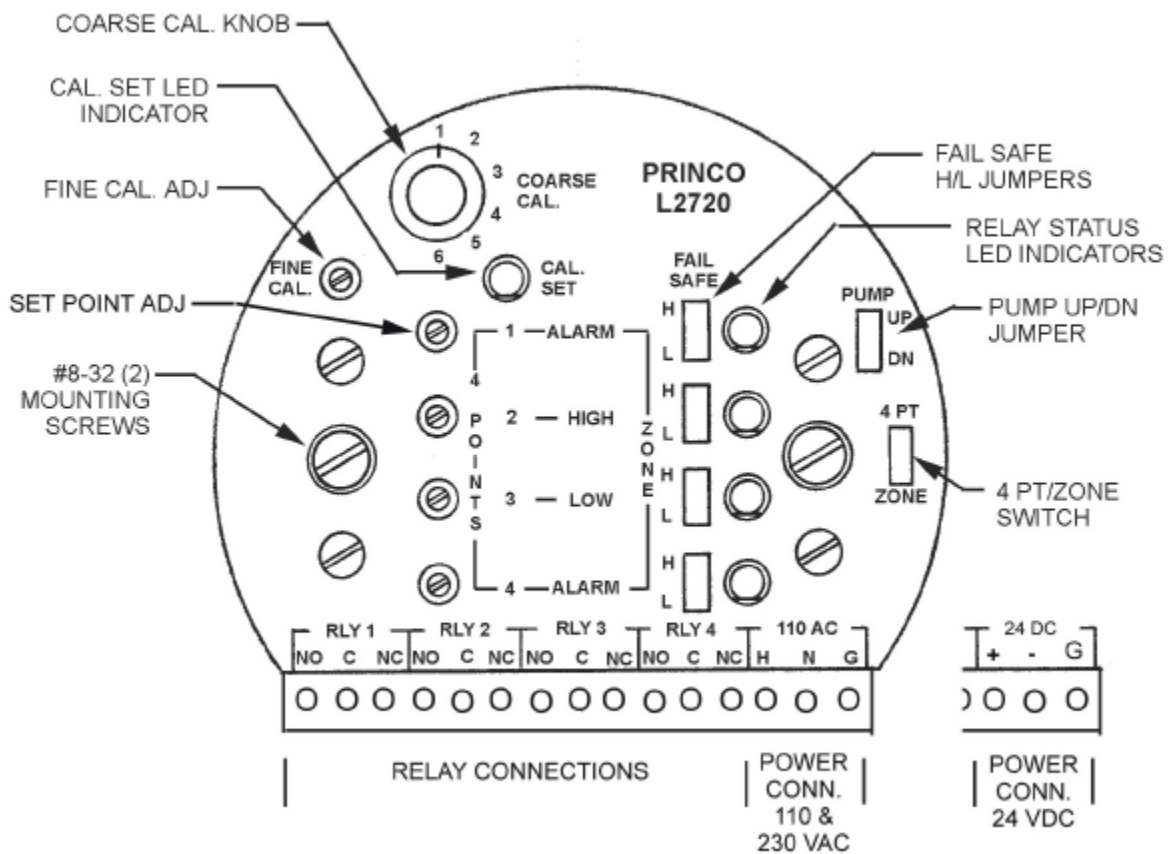 COARSE CAL. KNOB
CAL. SET LED
INDICATOR
FINE CAL. ADJ
SET POINT ADJ
#8-32 (2)
MOUNTING
SCREWS
1
2
3
4
5
6
COARSE
CAL.
PRINCO
L2720
FAIL SAFE
H/L JUMPERS
RELAY STATUS
LED INDICATORS
PUMP UP/DN
JUMPER
4 PT/ZONE
SWITCH
FINE
CAL.
CAL.
SET
FAIL
SAFE
PUMP
UP
DN
4 PT
ZONE
1 — ALARM
2 — HIGH
3 — LOW
4 — ALARM
4 POINTS
ZONE
H
L
H
L
H
L
H
L
RLY 1 RLY 2 RLY 3 RLY 4 110 AC 24 DC
NO C NC NO C NC NO C NC NO C NC H N G + - G
RELAY CONNECTIONS
POWER
CONN.
110 &
230 VAC
POWER
CONN.
24 VDC